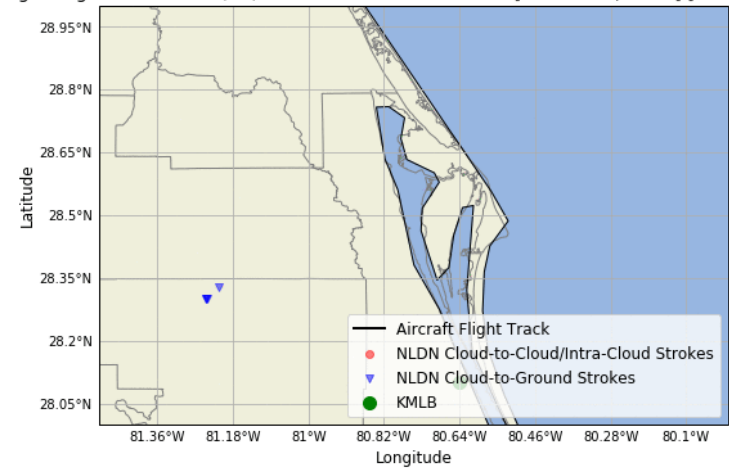 28.95°N
28.8°N
28.65°N
28.5°N
28.35°N
28.2°N
28.05°N
Latitude
Aircraft Flight Track
NLDN Cloud-to-Cloud/Intra-Cloud Strokes
NLDN Cloud-to-Ground Strokes
KMLB
81.36°W 81.18°W 81°W 80.82°W 80.64°W 80.46°W 80.28°W 80.1°W
Longitude